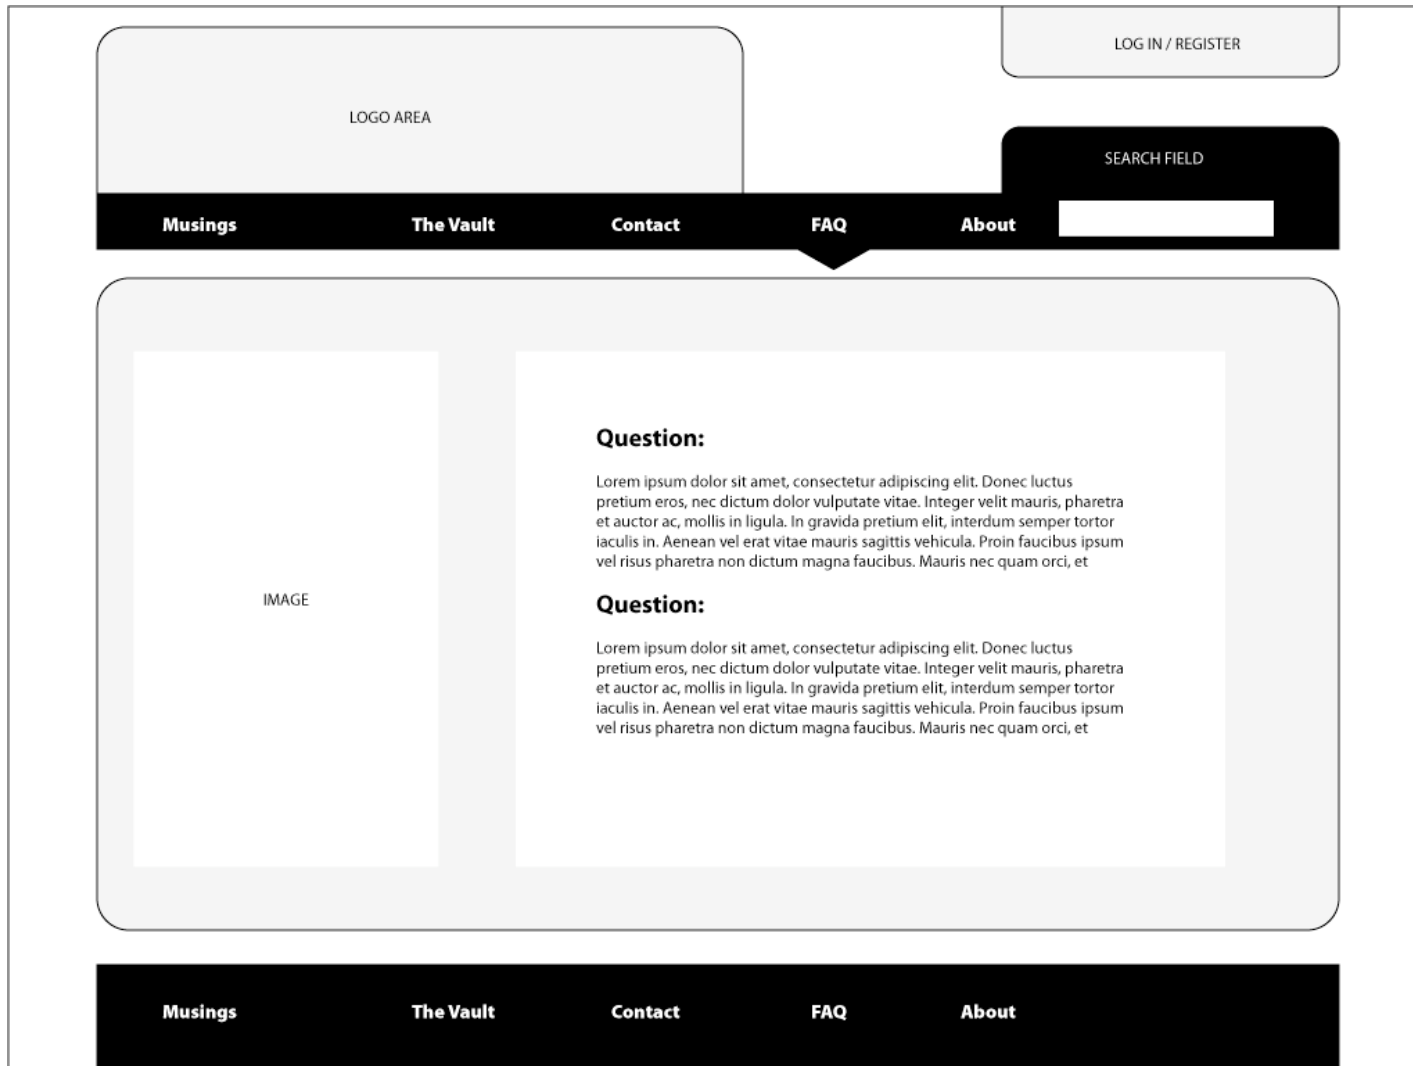 LOG IN / REGISTER
LOGO AREA
SEARCH FIELD
Musings The Vault Contact FAQ About
IMAGE
Question:
Lorem ipsum dolor sit amet, consectetur adipiscing elit. Donec luctus
pretium eros, nec dictum dolor vulputate vitae. Integer velit mauris, pharetra
et auctor ac, mollis in ligula. In gravida pretium elit, interdum semper tortor
iaculis in. Aenean vel erat vitae mauris sagittis vehicula. Proin faucibus ipsum
vel risus pharetra non dictum magna faucibus. Mauris nec quam orci, et
Question:
Lorem ipsum dolor sit amet, consectetur adipiscing elit. Donec luctus
pretium eros, nec dictum dolor vulputate vitae. Integer velit mauris, pharetra
et auctor ac, mollis in ligula. In gravida pretium elit, interdum semper tortor
iaculis in. Aenean vel erat vitae mauris sagittis vehicula. Proin faucibus ipsum
vel risus pharetra non dictum magna faucibus. Mauris nec quam orci, et
Musings The Vault Contact FAQ About